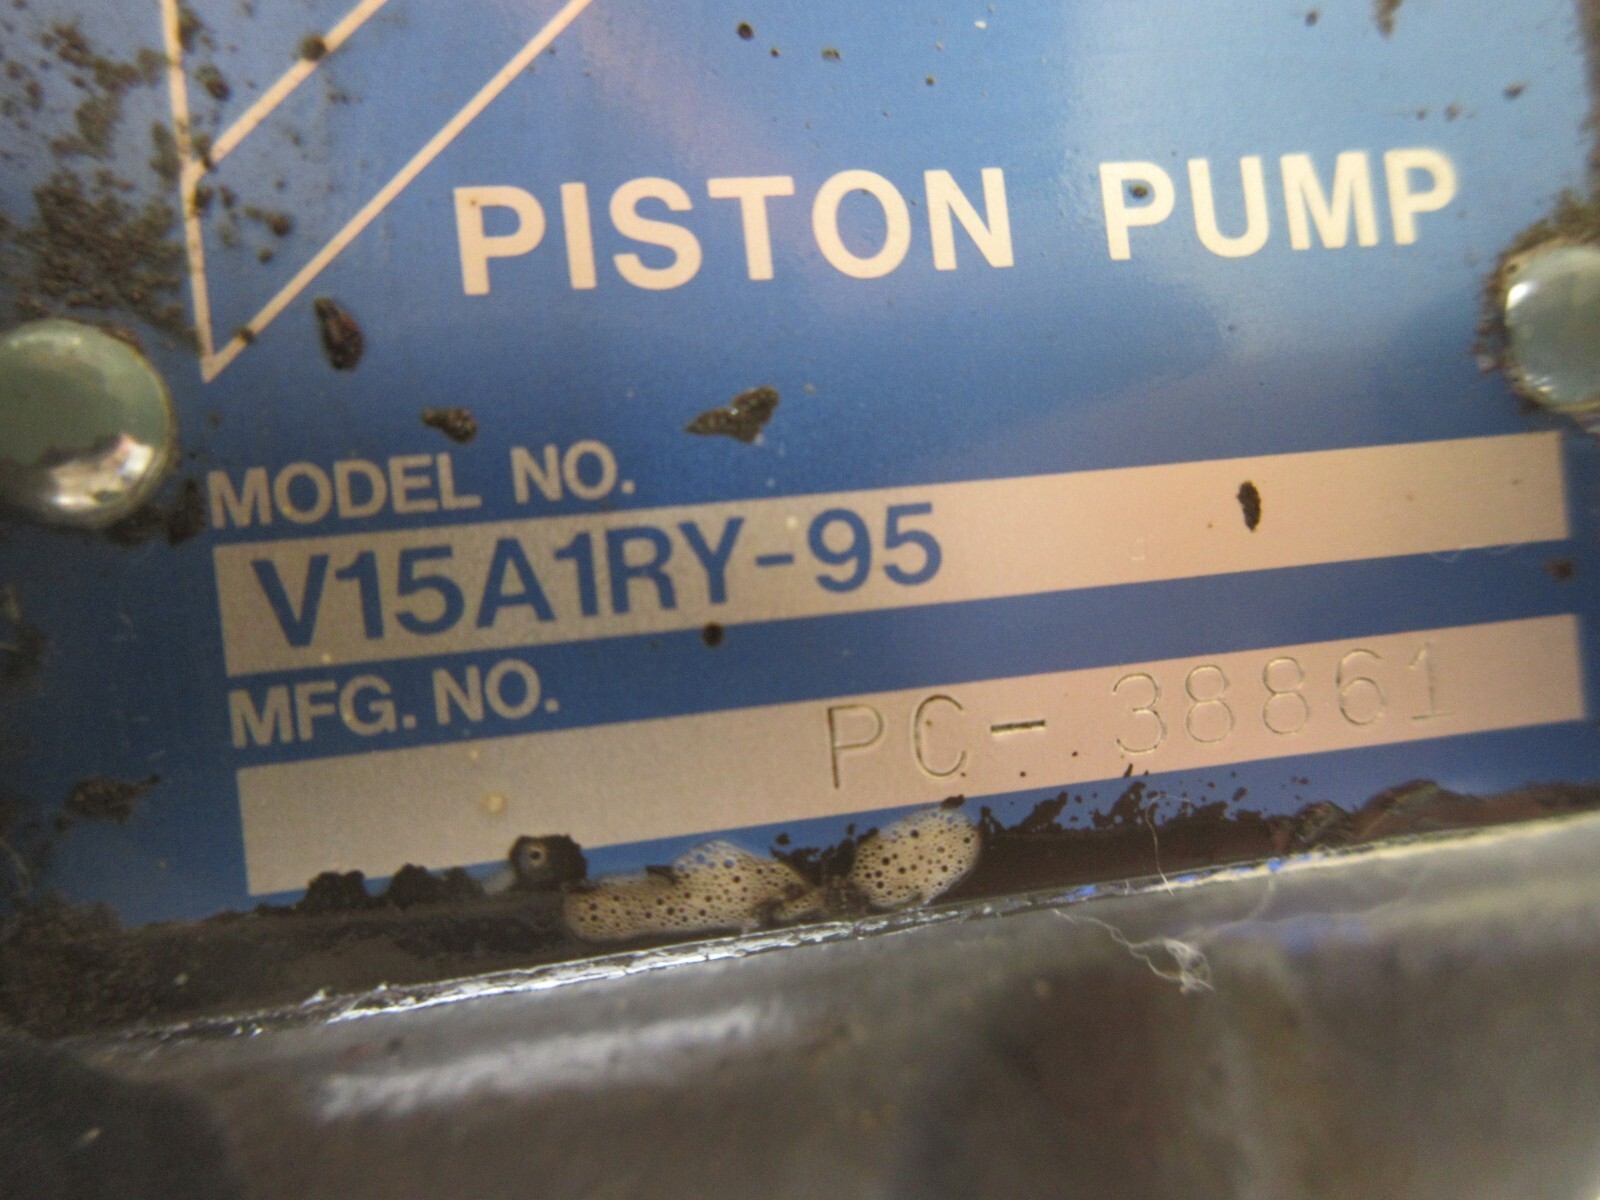 PISTON PUMP
MODEL NO.
V15A1RY-95
MFG. NO.
PC- 38861